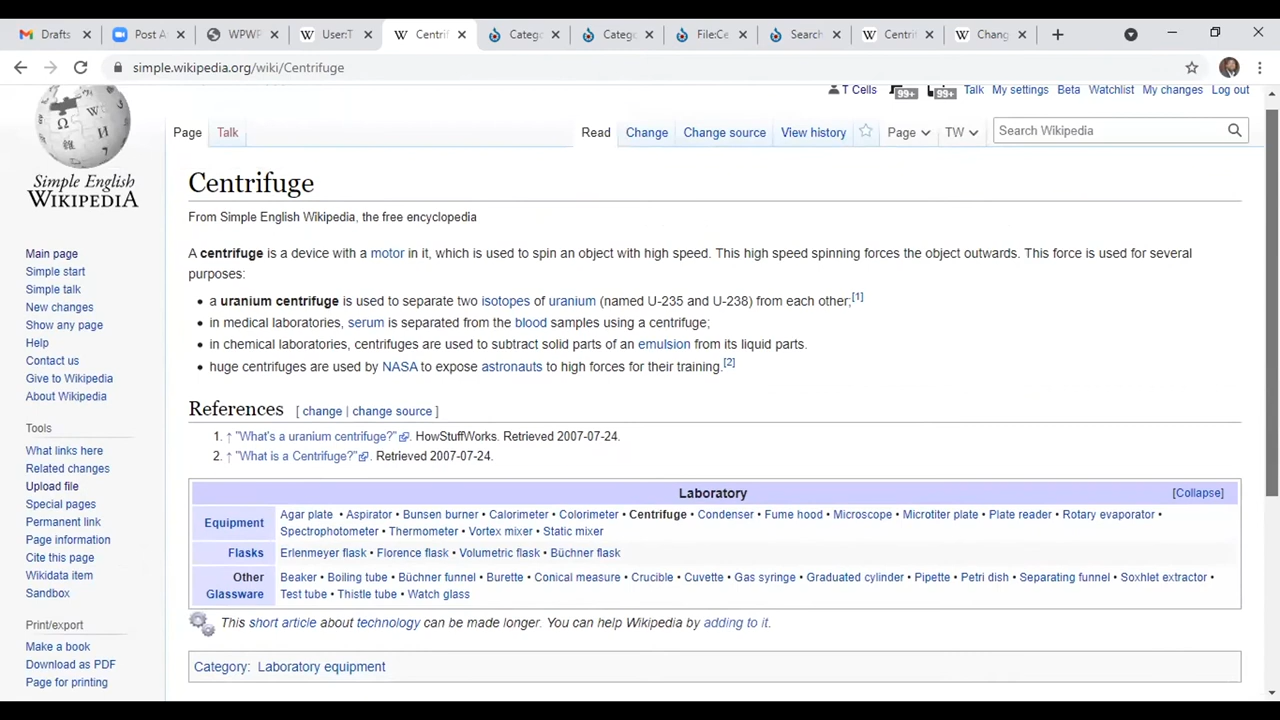 Drafts
Post A
WPWP
User:T
Centrif
Catego
Catego
File:Ce
Search
Centrif
Chang
simple.wikipedia.org/wiki/Centrifuge
T Cells 99+ 99+ Talk My settings Beta Watchlist My changes Log out
Page Talk Read Change Change source View history Page TW Search Wikipedia
Simple English
WIKIPEDIA
Main page
Simple start
Simple talk
New changes
Show any page
Help
Contact us
Give to Wikipedia
About Wikipedia
Tools
What links here
Related changes
Upload file
Special pages
Permanent link
Page information
Cite this page
Wikidata item
Sandbox
Print/export
Make a book
Download as PDF
Page for printing
Centrifuge
From Simple English Wikipedia, the free encyclopedia
A centrifuge is a device with a motor in it, which is used to spin an object with high speed. This high speed spinning forces the object outwards. This force is used for several
purposes:
• a uranium centrifuge is used to separate two isotopes of uranium (named U-235 and U-238) from each other;[1]
• in medical laboratories, serum is separated from the blood samples using a centrifuge;
• in chemical laboratories, centrifuges are used to subtract solid parts of an emulsion from its liquid parts.
• huge centrifuges are used by NASA to expose astronauts to high forces for their training.[2]
References [ change | change source ]
1. ↑ "What's a uranium centrifuge?". HowStuffWorks. Retrieved 2007-07-24.
2. ↑ "What is a Centrifuge?". Retrieved 2007-07-24.
Laboratory [Collapse]
Equipment
Agar plate • Aspirator • Bunsen burner • Calorimeter • Colorimeter • Centrifuge • Condenser • Fume hood • Microscope • Microtiter plate • Plate reader • Rotary evaporator •
Spectrophotometer • Thermometer • Vortex mixer • Static mixer
Flasks Erlenmeyer flask • Florence flask • Volumetric flask • Büchner flask
Other
Glassware
Beaker • Boiling tube • Büchner funnel • Burette • Conical measure • Crucible • Cuvette • Gas syringe • Graduated cylinder • Pipette • Petri dish • Separating funnel • Soxhlet extractor •
Test tube • Thistle tube • Watch glass
This short article about technology can be made longer. You can help Wikipedia by adding to it.
Category: Laboratory equipment